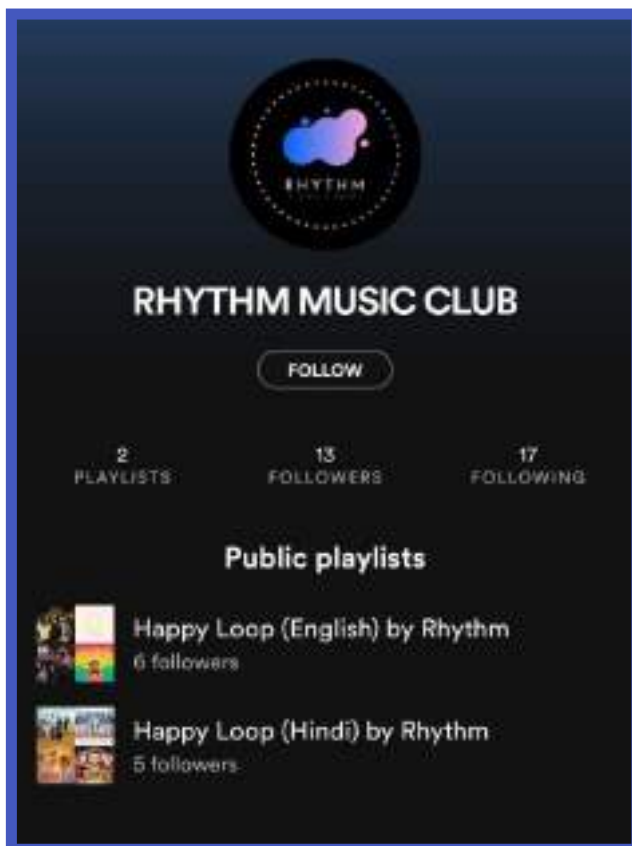 RHYTHM
RHYTHM MUSIC CLUB
FOLLOW
2
PLAYLISTS
13
FOLLOWERS
17
FOLLOWING
Public playlists
Happy Loop (English) by Rhythm
6 followers
Happy Loop (Hindi) by Rhythm
5 followers